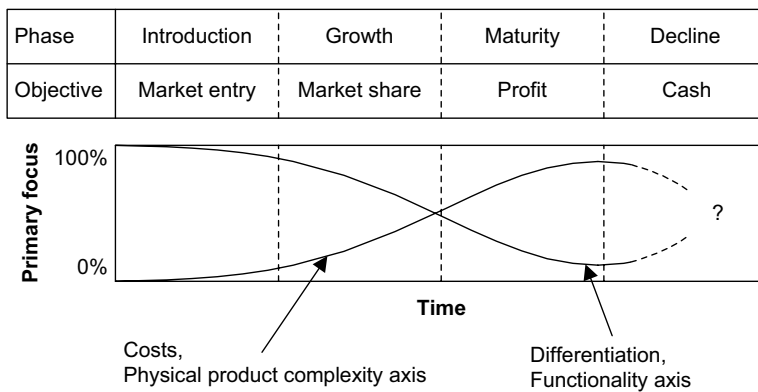 Phase Introduction Growth Maturity Decline
Objective Market entry Market share Profit Cash
Primary focus
100%
0%
?
Time
Costs,
Physical product complexity axis
Differentiation,
Functionality axis